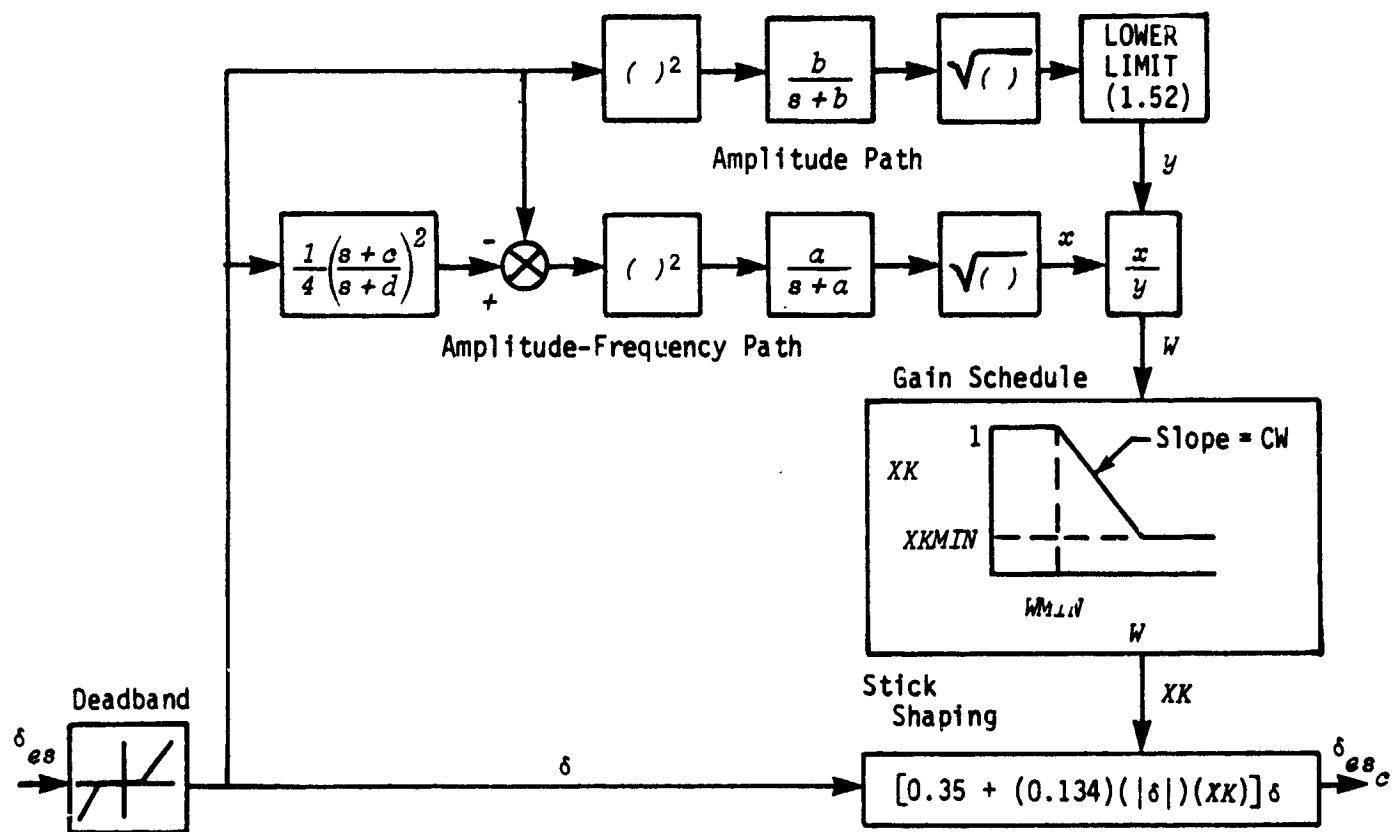 ( )²
b
s + b
√( )
LOWER
LIMIT
(1.52)
Amplitude Path
y
1
4
(s + c
s + d)²
-
+
( )²
a
s + a
√( )
x
x
y
Amplitude-Frequency Path
W
Gain Schedule
1
Slope = CW
XK
XKMIN
WMIN
W
Deadband
Stick
Shaping
XK
δes
δ
[0.35 + (0.134)(|δ|)(XK)]δ
δesc